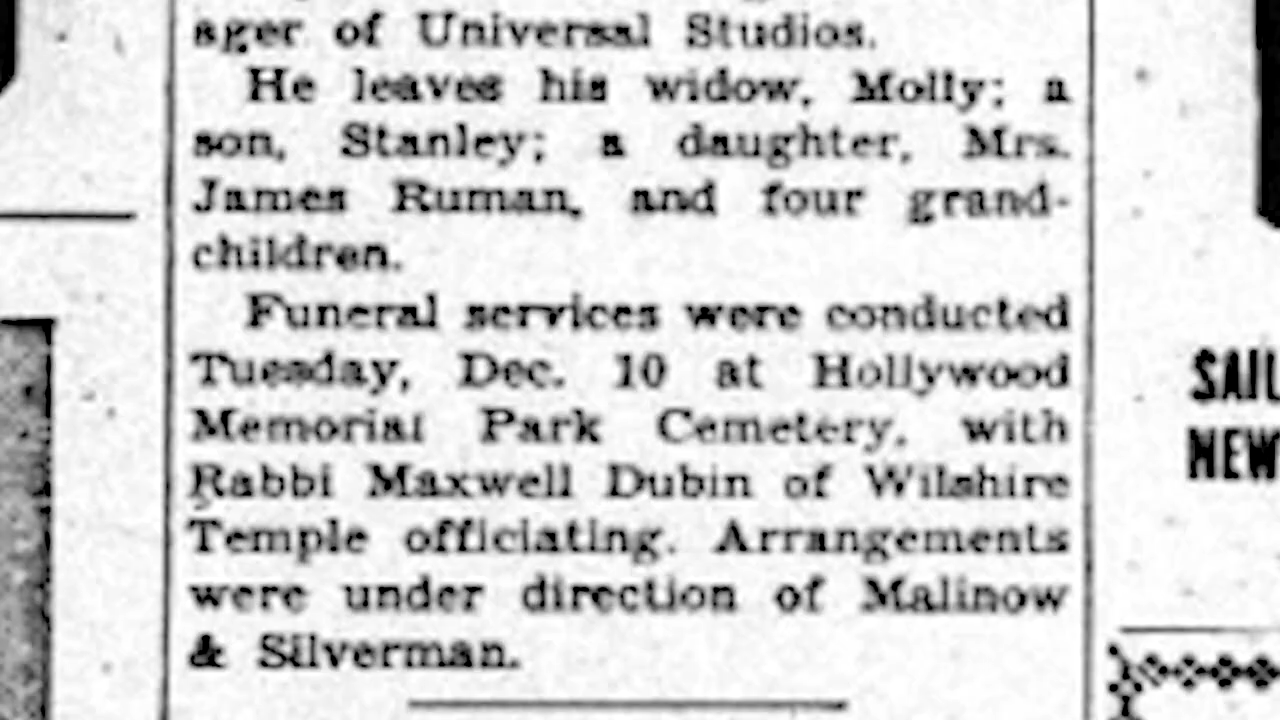 ager of Universal Studios.
He leaves his widow, Molly; a
son, Stanley; a daughter, Mrs.
James Ruman, and four grand-
children.
Funeral services were conducted
Tuesday, Dec. 10 at Hollywood
Memorial Park Cemetery, with
Rabbi Maxwell Dubin of Wilshire
Temple officiating. Arrangements
were under direction of Malinow
& Silverman.
SAIL
NEW